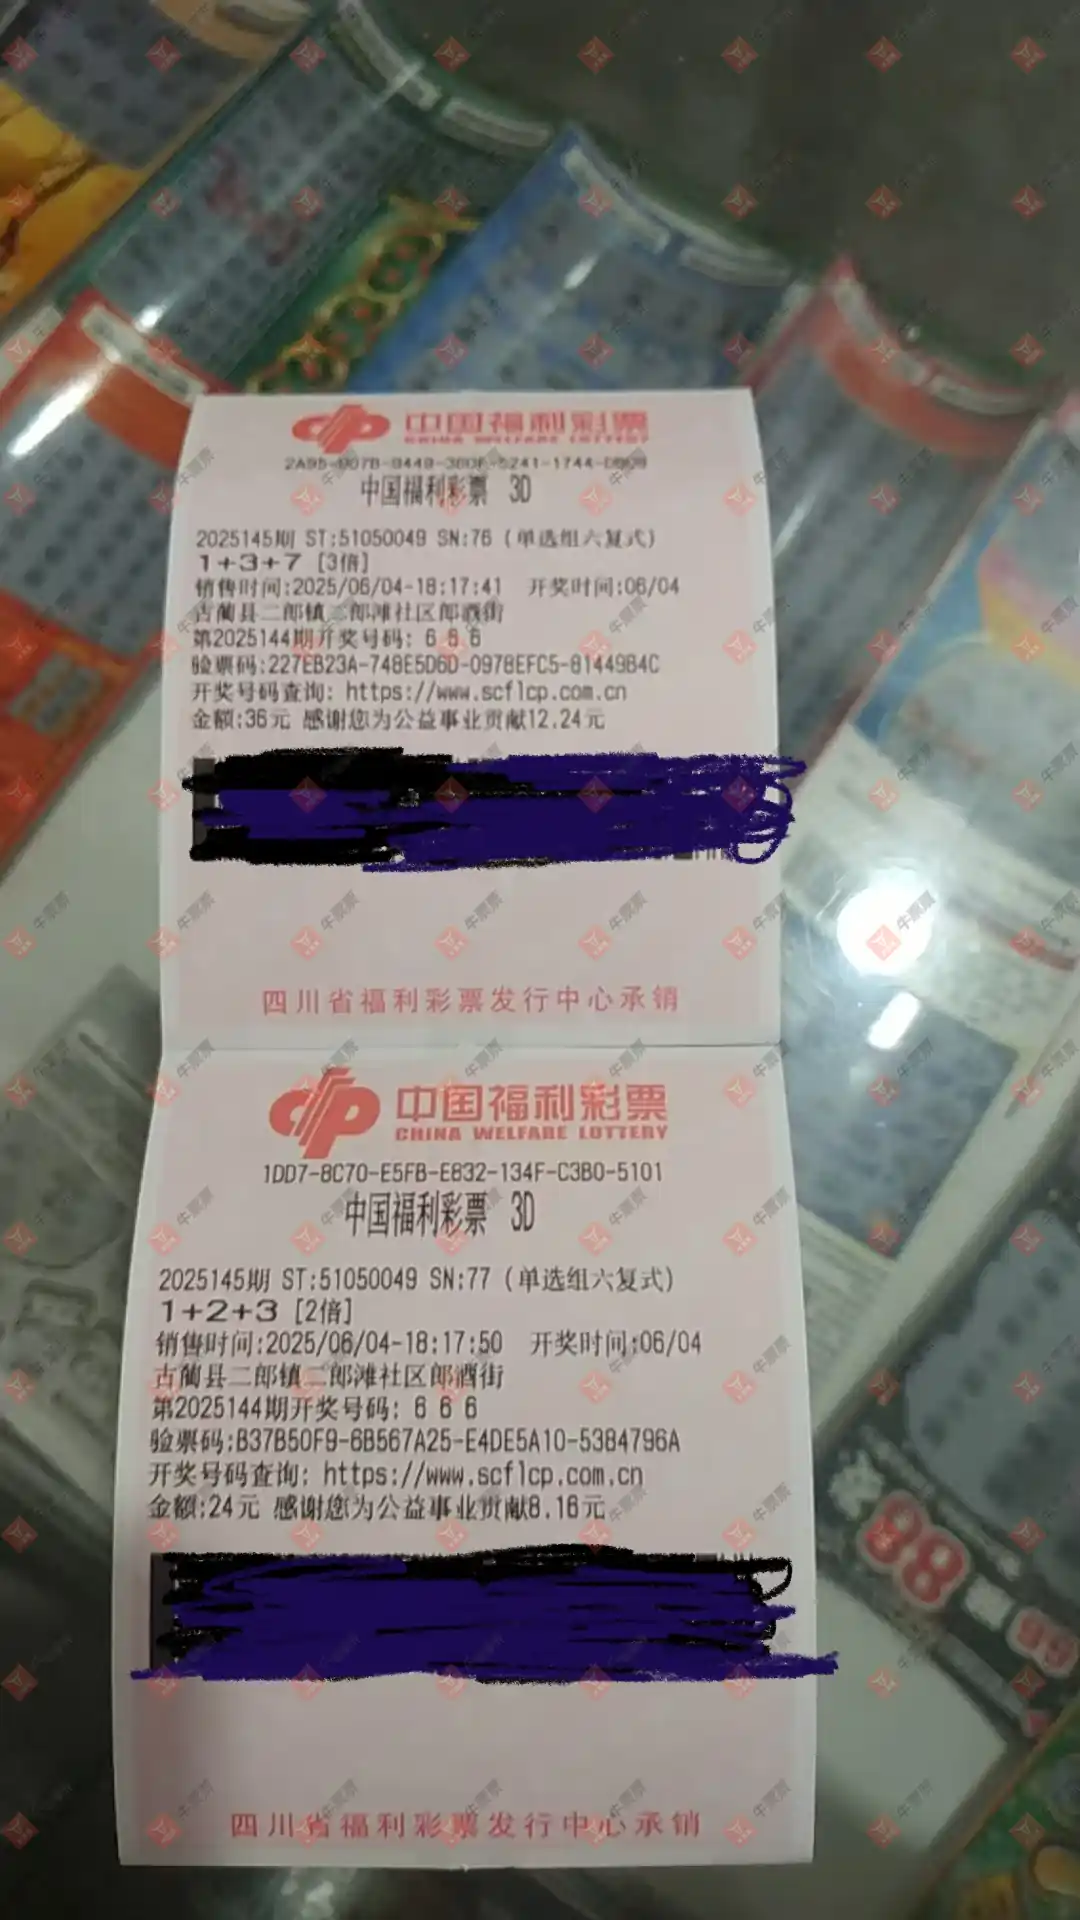 中国福利彩票
CHINA WELFARE LOTTERY
中国福利彩票 3D
2025145期 ST:51050049 SN:76 (单选组六复式)
1+3+7 [3倍]
销售时间:2025/06/04-18:17:41 开奖时间:06/04
古蔺县二郎镇二郎滩社区郎酒街
第2025144期开奖号码: 6 6 6
验票码:227EB23A-748E5D6D-0978EFC5-81449B4C
开奖号码查询: https://www.scflcp.com.cn
金额:36元 感谢您为公益事业贡献12.24元
四川省福利彩票发行中心承销
中国福利彩票
CHINA WELFARE LOTTERY
1DD7-8C70-E5FB-E832-134F-C3B0-5101
中国福利彩票 3D
2025145期 ST:51050049 SN:77 (单选组六复式)
1+2+3 [2倍]
销售时间:2025/06/04-18:17:50 开奖时间:06/04
古蔺县二郎镇二郎滩社区郎酒街
第2025144期开奖号码: 6 6 6
验票码:B37B50F9-6B567A25-E4DE5A10-5384796A
开奖号码查询: https://www.scflcp.com.cn
金额:24元 感谢您为公益事业贡献8.16元
四川省福利彩票发行中心承销
88
牛票票